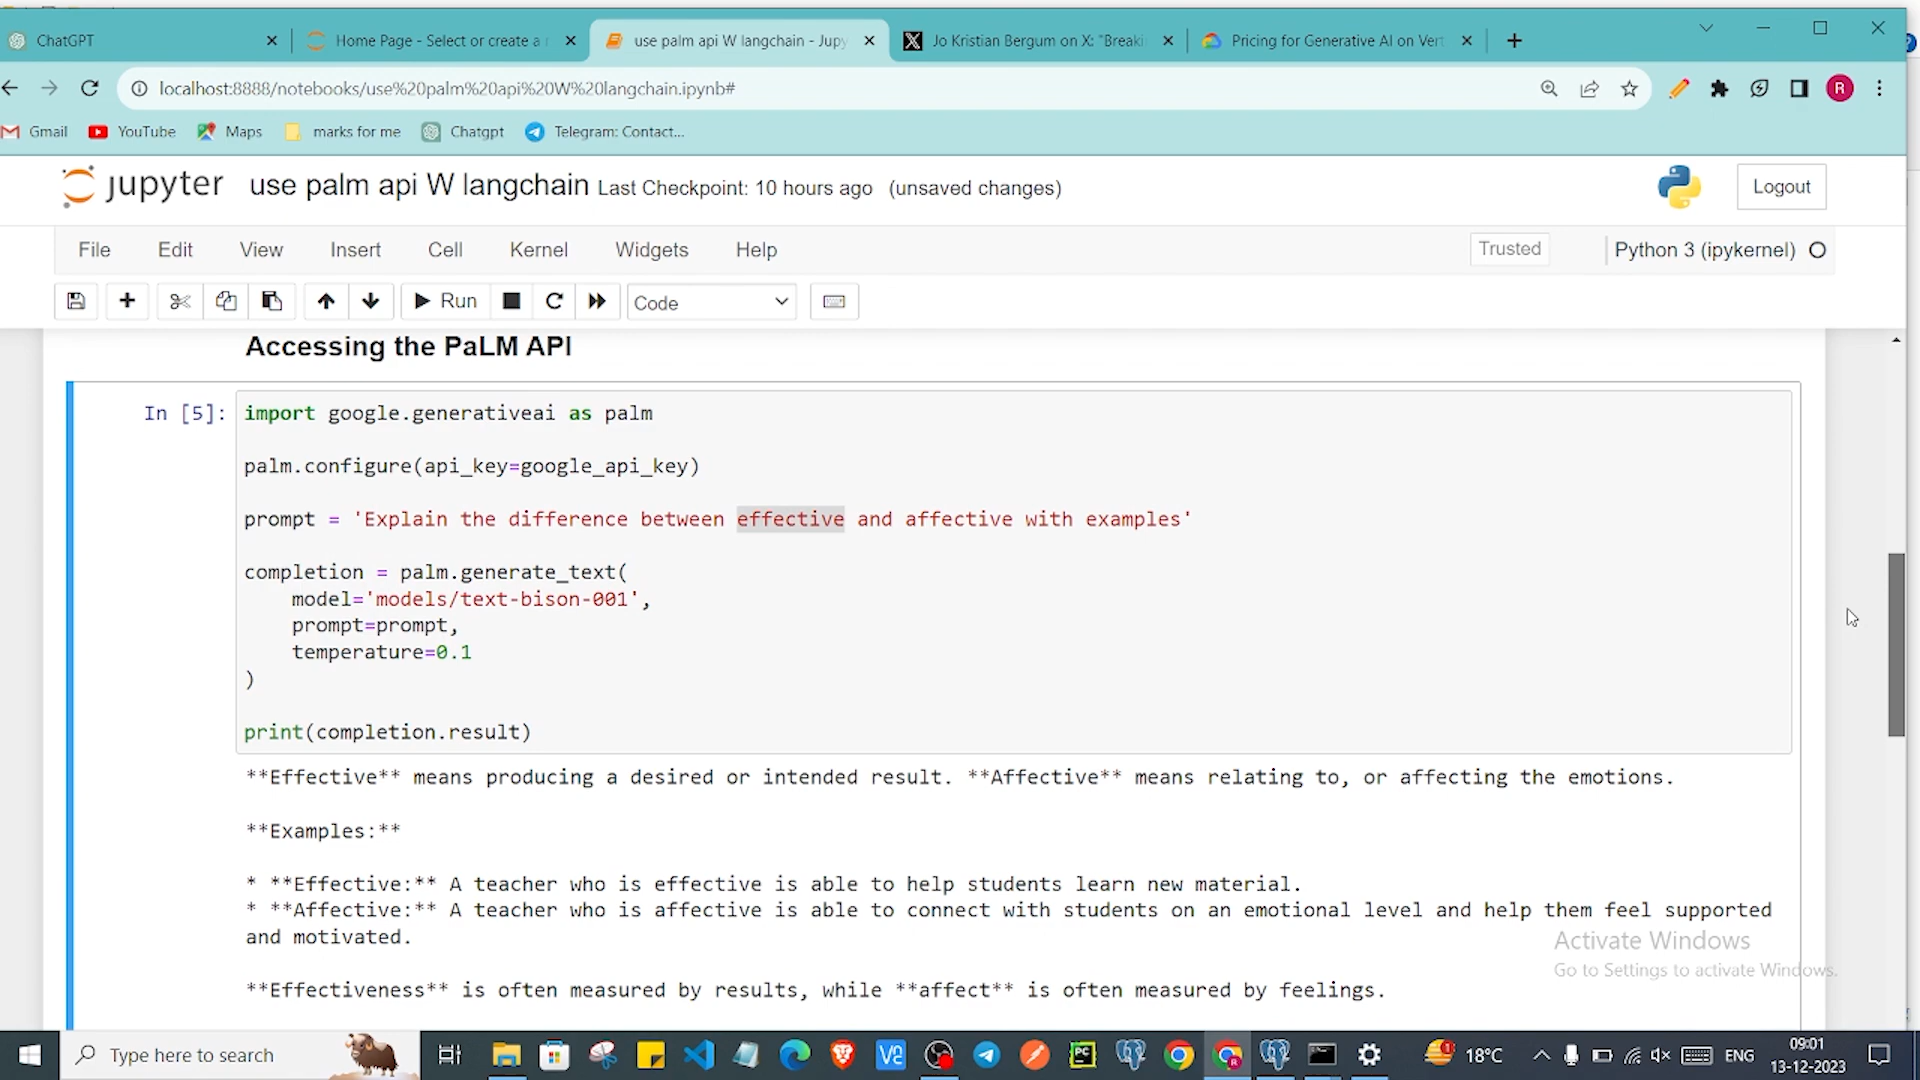 ChatGPT
Home Page - Select or create a n
use palm api W langchain - Jupy
Jo Kristian Bergum on X: "Breaki
Pricing for Generative AI on Vert
localhost:8888/notebooks/use%20palm%20api%20W%20langchain.ipynb#
R
Gmail
YouTube
Maps
marks for me
Chatgpt
Telegram: Contact...
jupyter
use palm api W langchain Last Checkpoint: 10 hours ago (unsaved changes)
Logout
File Edit View Insert Cell Kernel Widgets Help
Trusted
Python 3 (ipykernel)
Run
Code
Accessing the PaLM API
In [5]:
import google.generativeai as palm
palm.configure(api_key=google_api_key)
prompt = 'Explain the difference between effective and affective with examples'
completion = palm.generate_text(
model='models/text-bison-001',
prompt=prompt,
temperature=0.1
)
print(completion.result)
**Effective** means producing a desired or intended result. **Affective** means relating to, or affecting the emotions.
**Examples:**
* **Effective:** A teacher who is effective is able to help students learn new material.
* **Affective:** A teacher who is affective is able to connect with students on an emotional level and help them feel supported
and motivated.
**Effectiveness** is often measured by results, while **affect** is often measured by feelings.
Activate Windows
Go to Settings to activate Windows.
Type here to search
18°C
ENG
09:01
13-12-2023